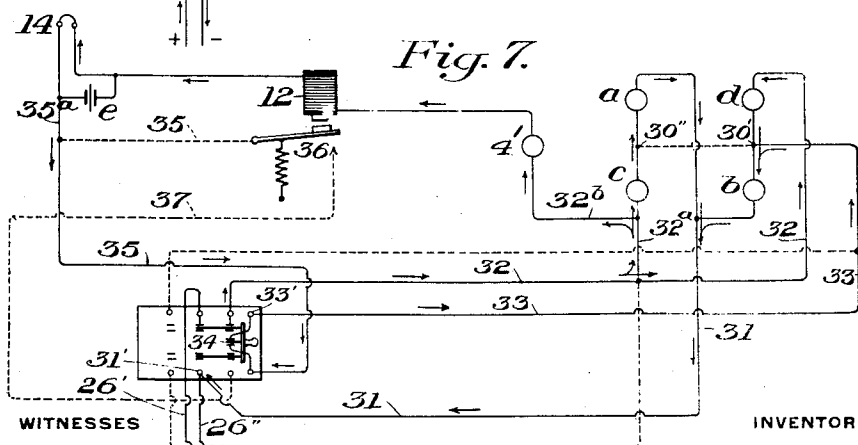 14
+ −
Fig. 7.
12
a
d
35ª
e
35
36
4'
30"
30'
c
b
37
32ᵇ
32ª
32
35
32
33'
33
33
34
31'
31
26'
31
26"
WITNESSES
INVENTOR